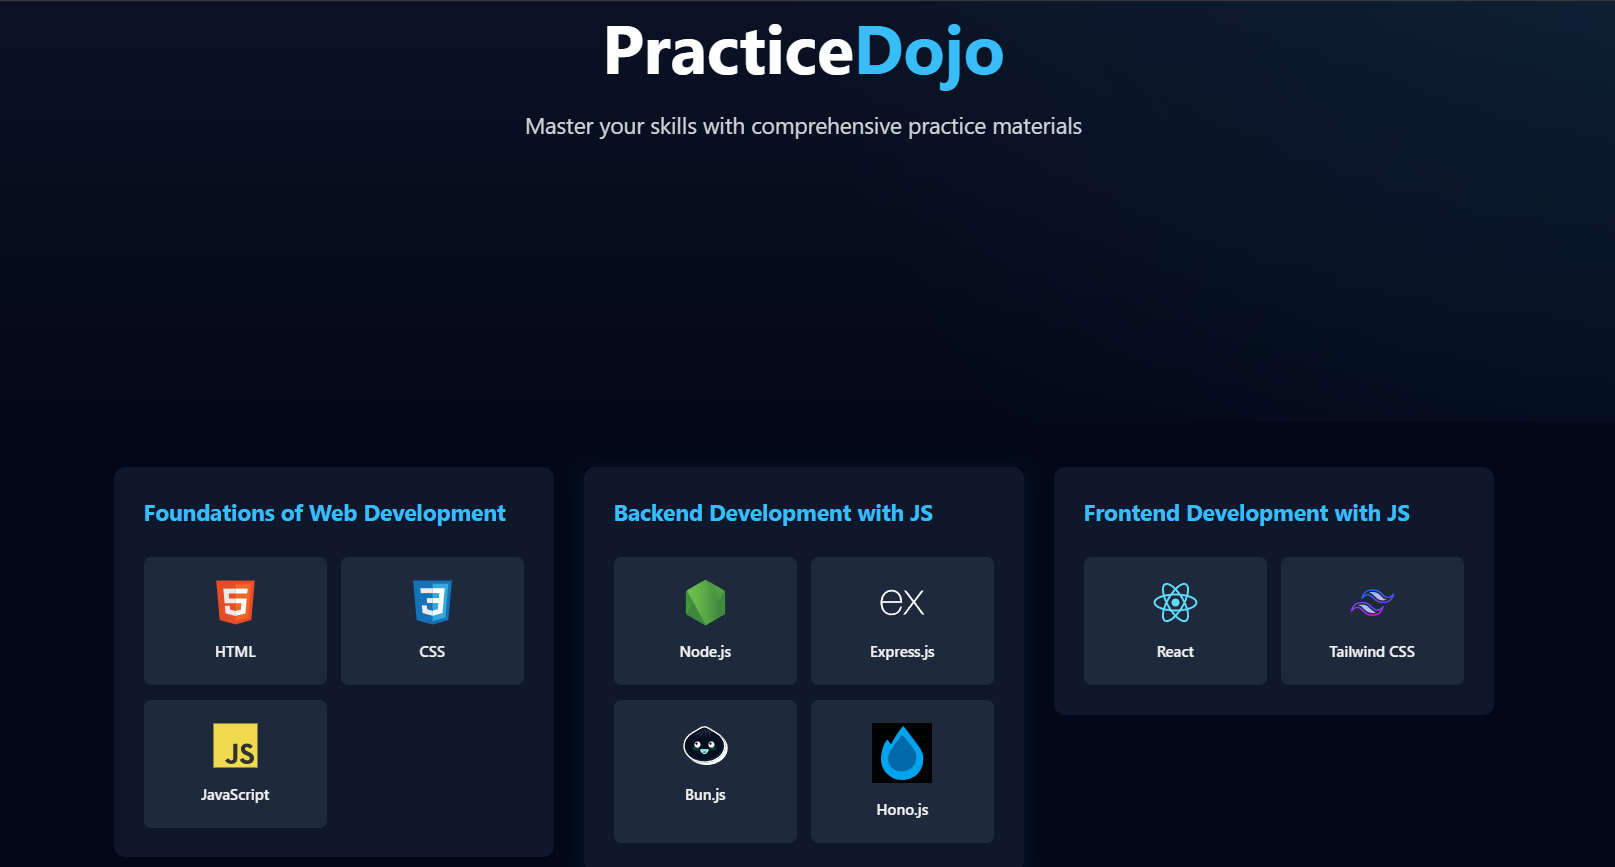 PracticeDojo
Master your skills with comprehensive practice materials
Foundations of Web Development
5
HTML
3
CSS
JS
JavaScript
Backend Development with JS
Node.js
ex
Express.js
Bun.js
Hono.js
Frontend Development with JS
React
Tailwind CSS